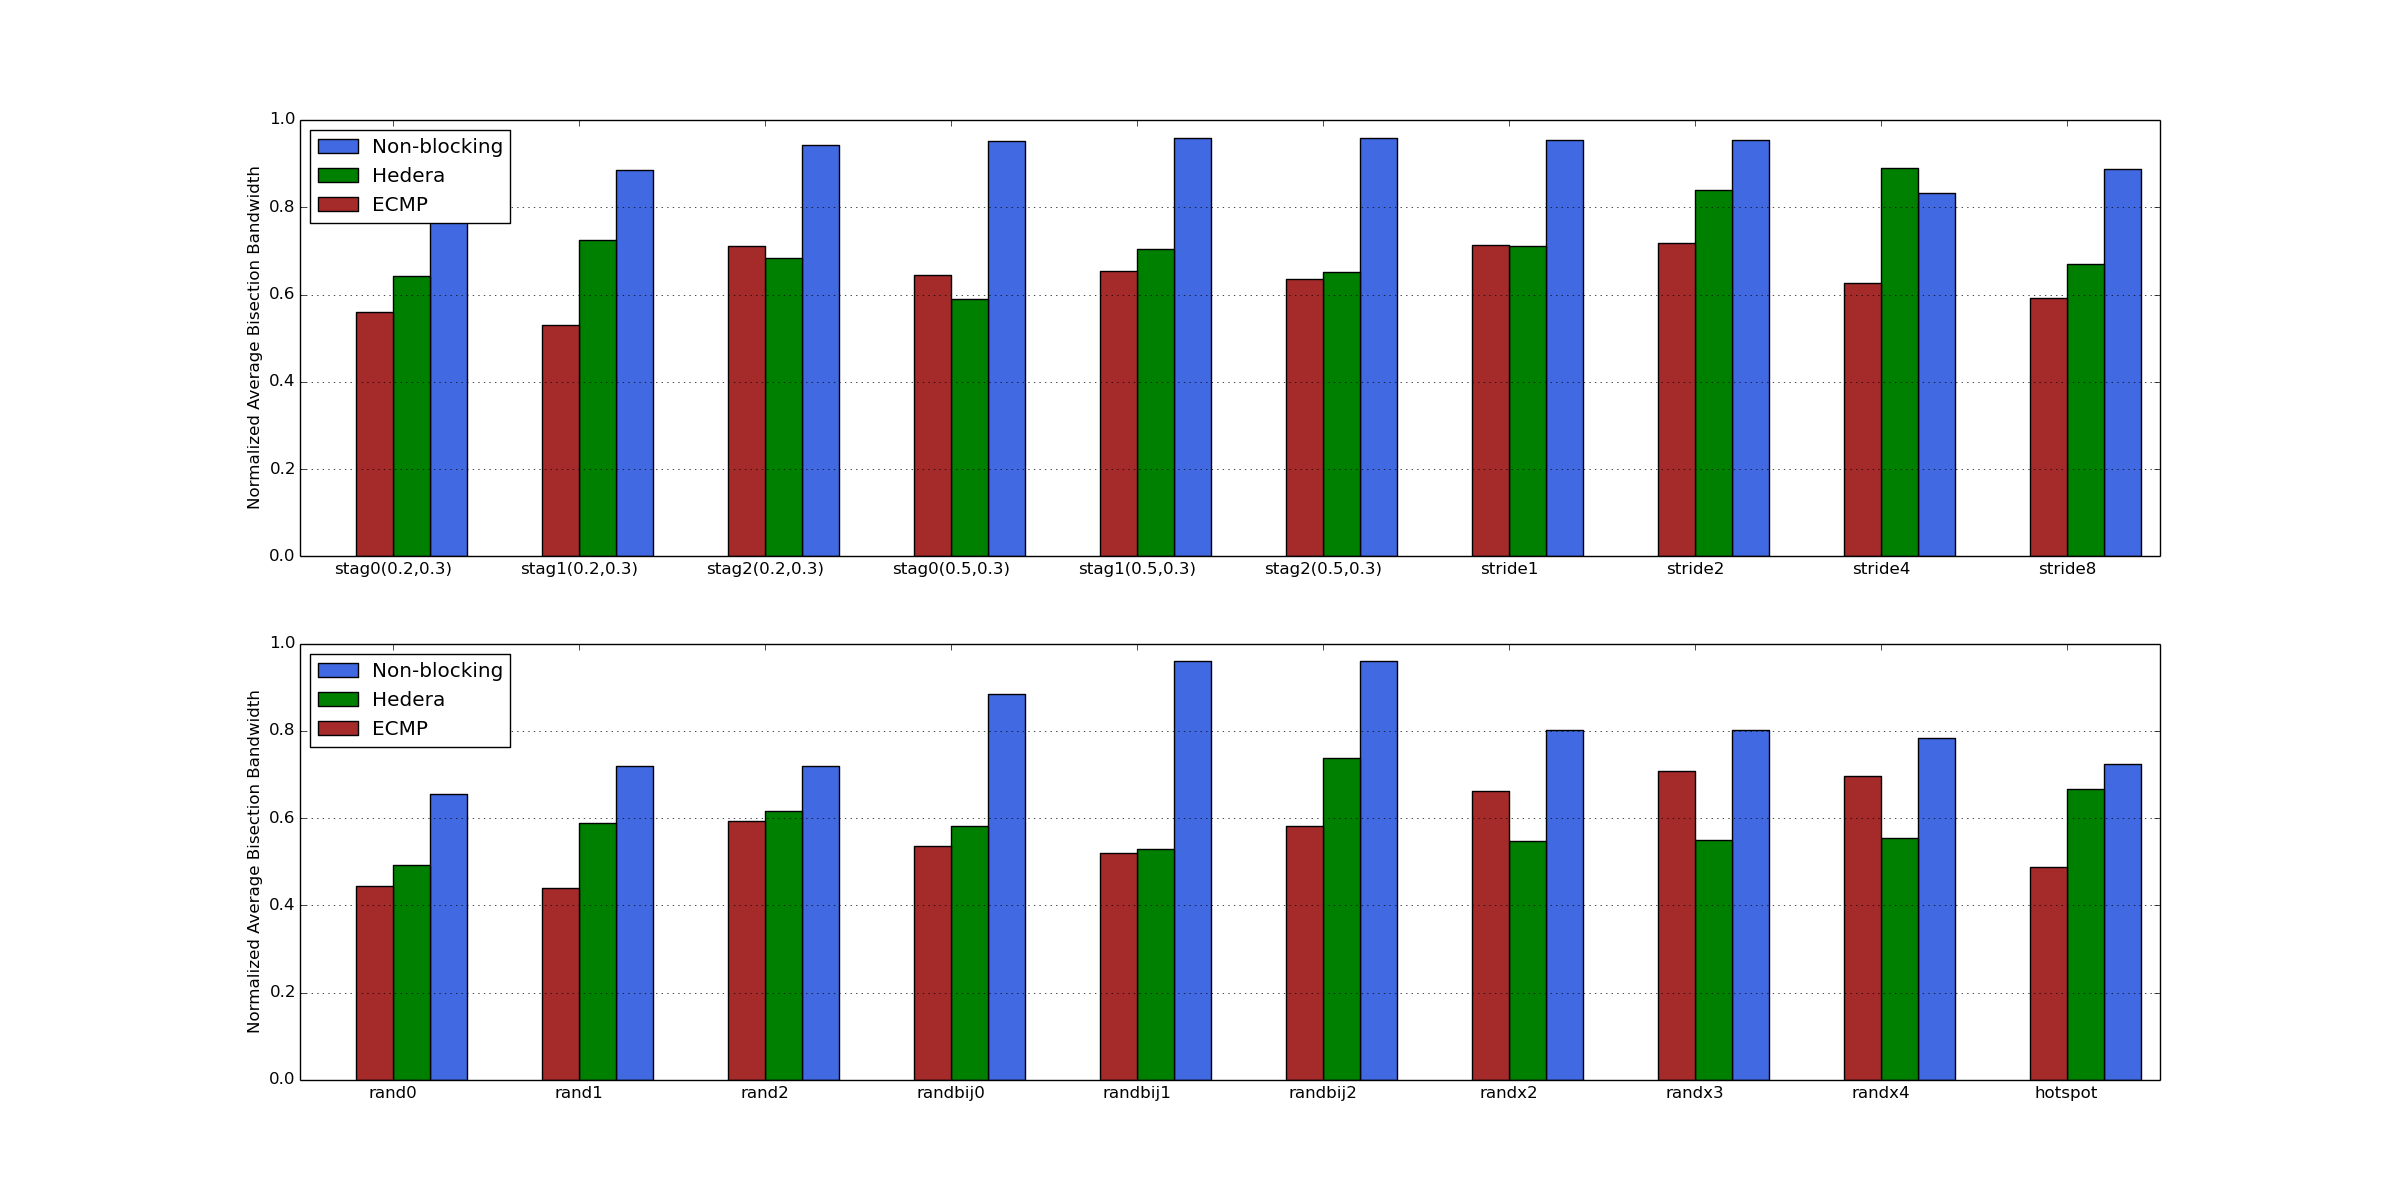 Normalized Average Bisection Bandwidth
1.0
0.8
0.6
0.4
0.2
0.0
Non-blocking
Hedera
ECMP
stag0(0.2,0.3) stag1(0.2,0.3) stag2(0.2,0.3) stag0(0.5,0.3) stag1(0.5,0.3) stag2(0.5,0.3) stride1 stride2 stride4 stride8
Normalized Average Bisection Bandwidth
1.0
0.8
0.6
0.4
0.2
0.0
Non-blocking
Hedera
ECMP
rand0 rand1 rand2 randbij0 randbij1 randbij2 randx2 randx3 randx4 hotspot